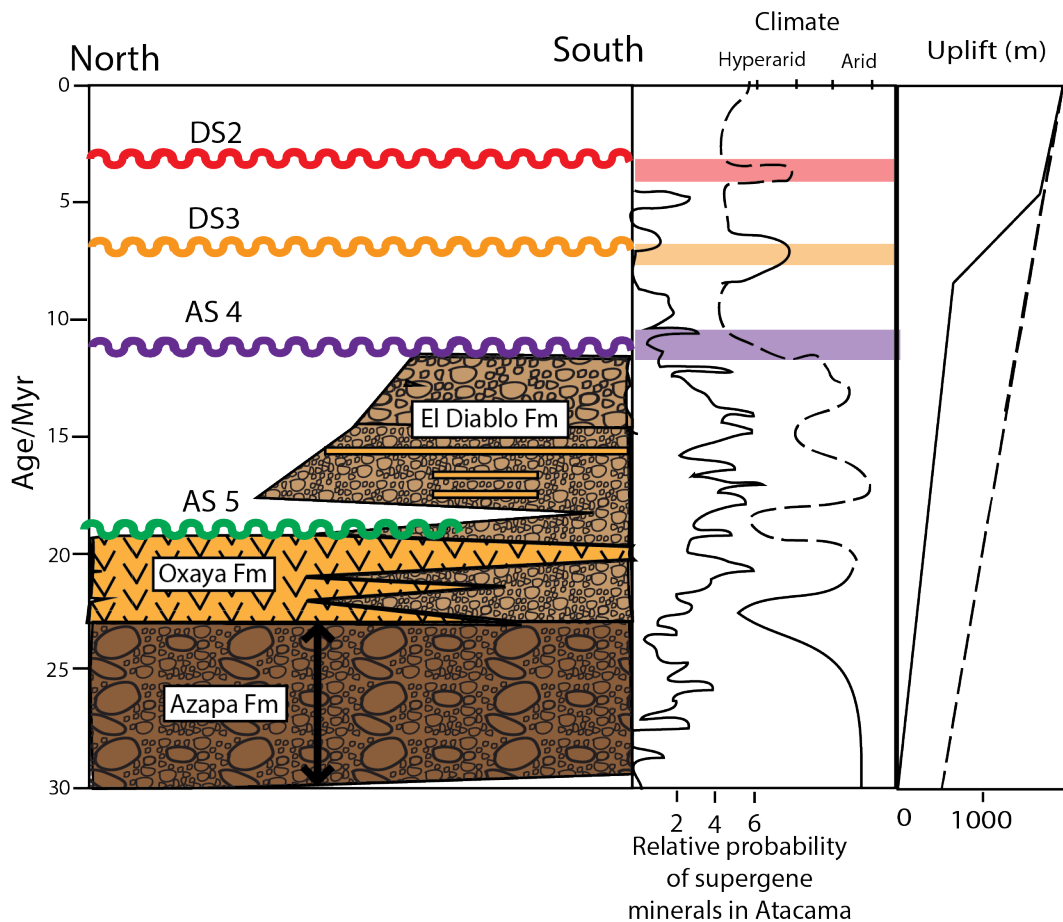 Climate
North
South
Hyperarid
Arid
Uplift (m)
0
DS2
5
DS3
AS 4
10
El Diablo Fm
15
Age/Myr
AS 5
20
Oxaya Fm
25
Azapa Fm
30
2 4 6
0 1000
Relative probability
of supergene
minerals in Atacama